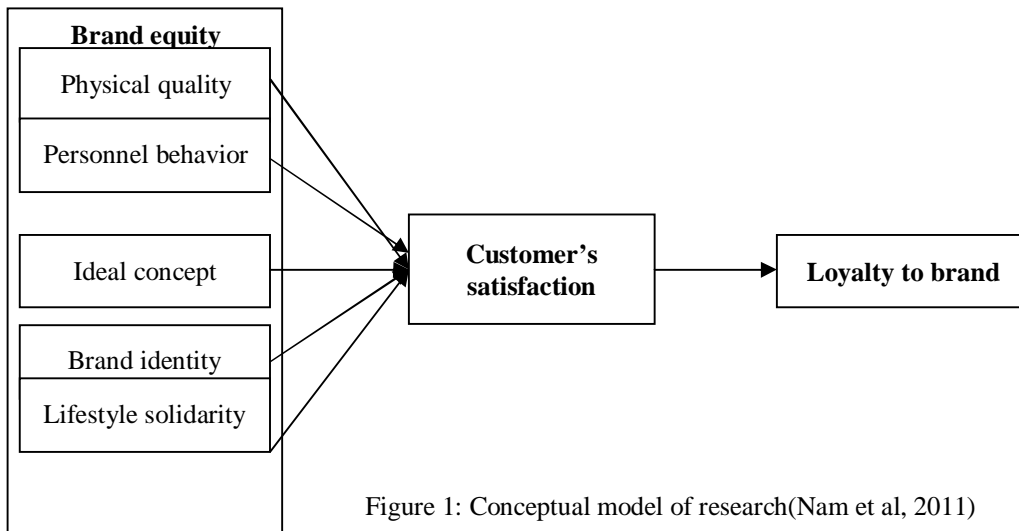 Brand equity
Physical quality
Personnel behavior
Ideal concept
Brand identity
Lifestyle solidarity
Customer's
satisfaction
Loyalty to brand
Figure 1: Conceptual model of research(Nam et al, 2011)